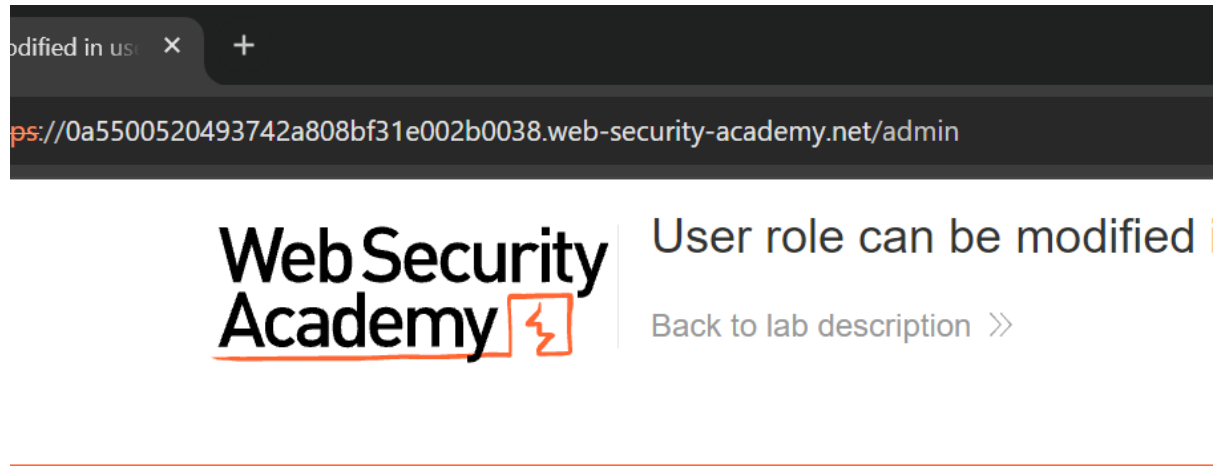 odified in us
ps://0a5500520493742a808bf31e002b0038.web-security-academy.net/admin
Web Security
Academy
User role can be modified
Back to lab description